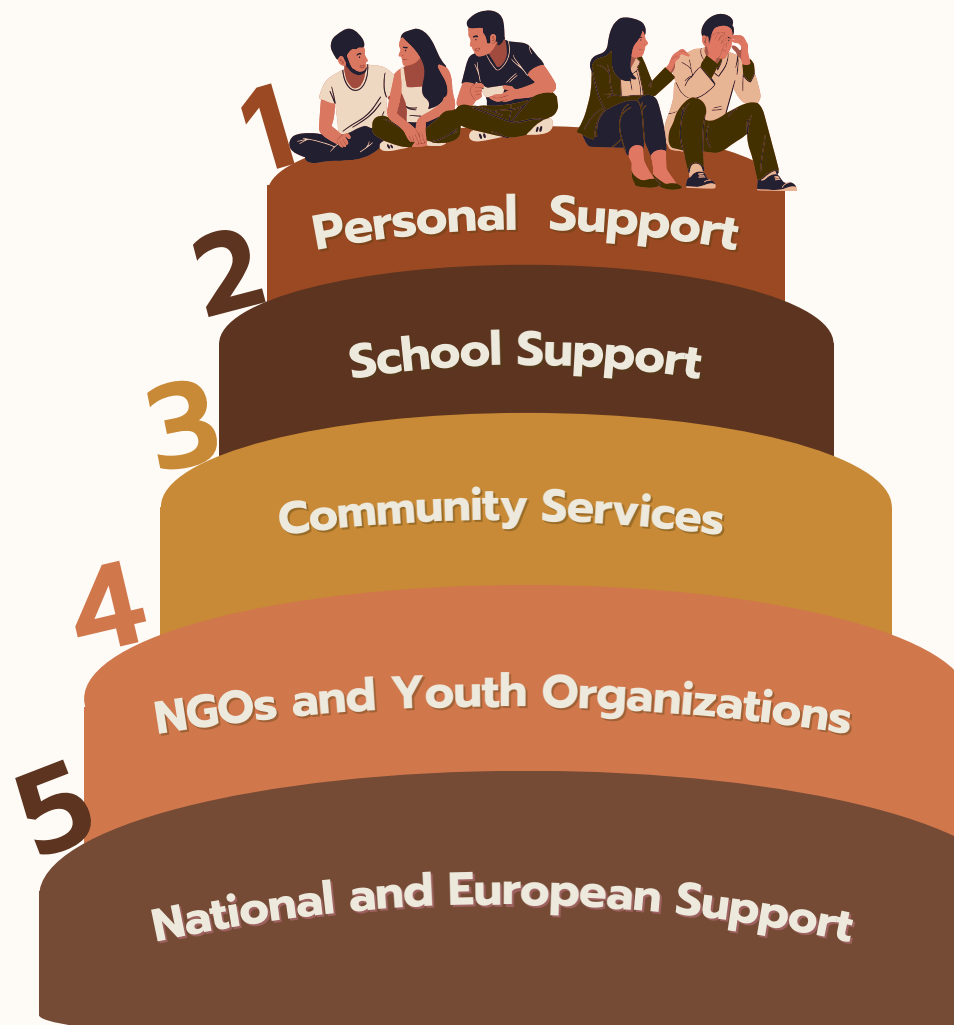 1
Personal Support
2
School Support
3
Community Services
4
NGOs and Youth Organizations
5
National and European Support